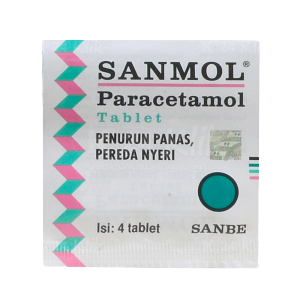 SANMOL®
Paracetamol
Tablet
PENURUN PANAS,
PEREDA NYERI
Isi: 4 tablet
SANBE